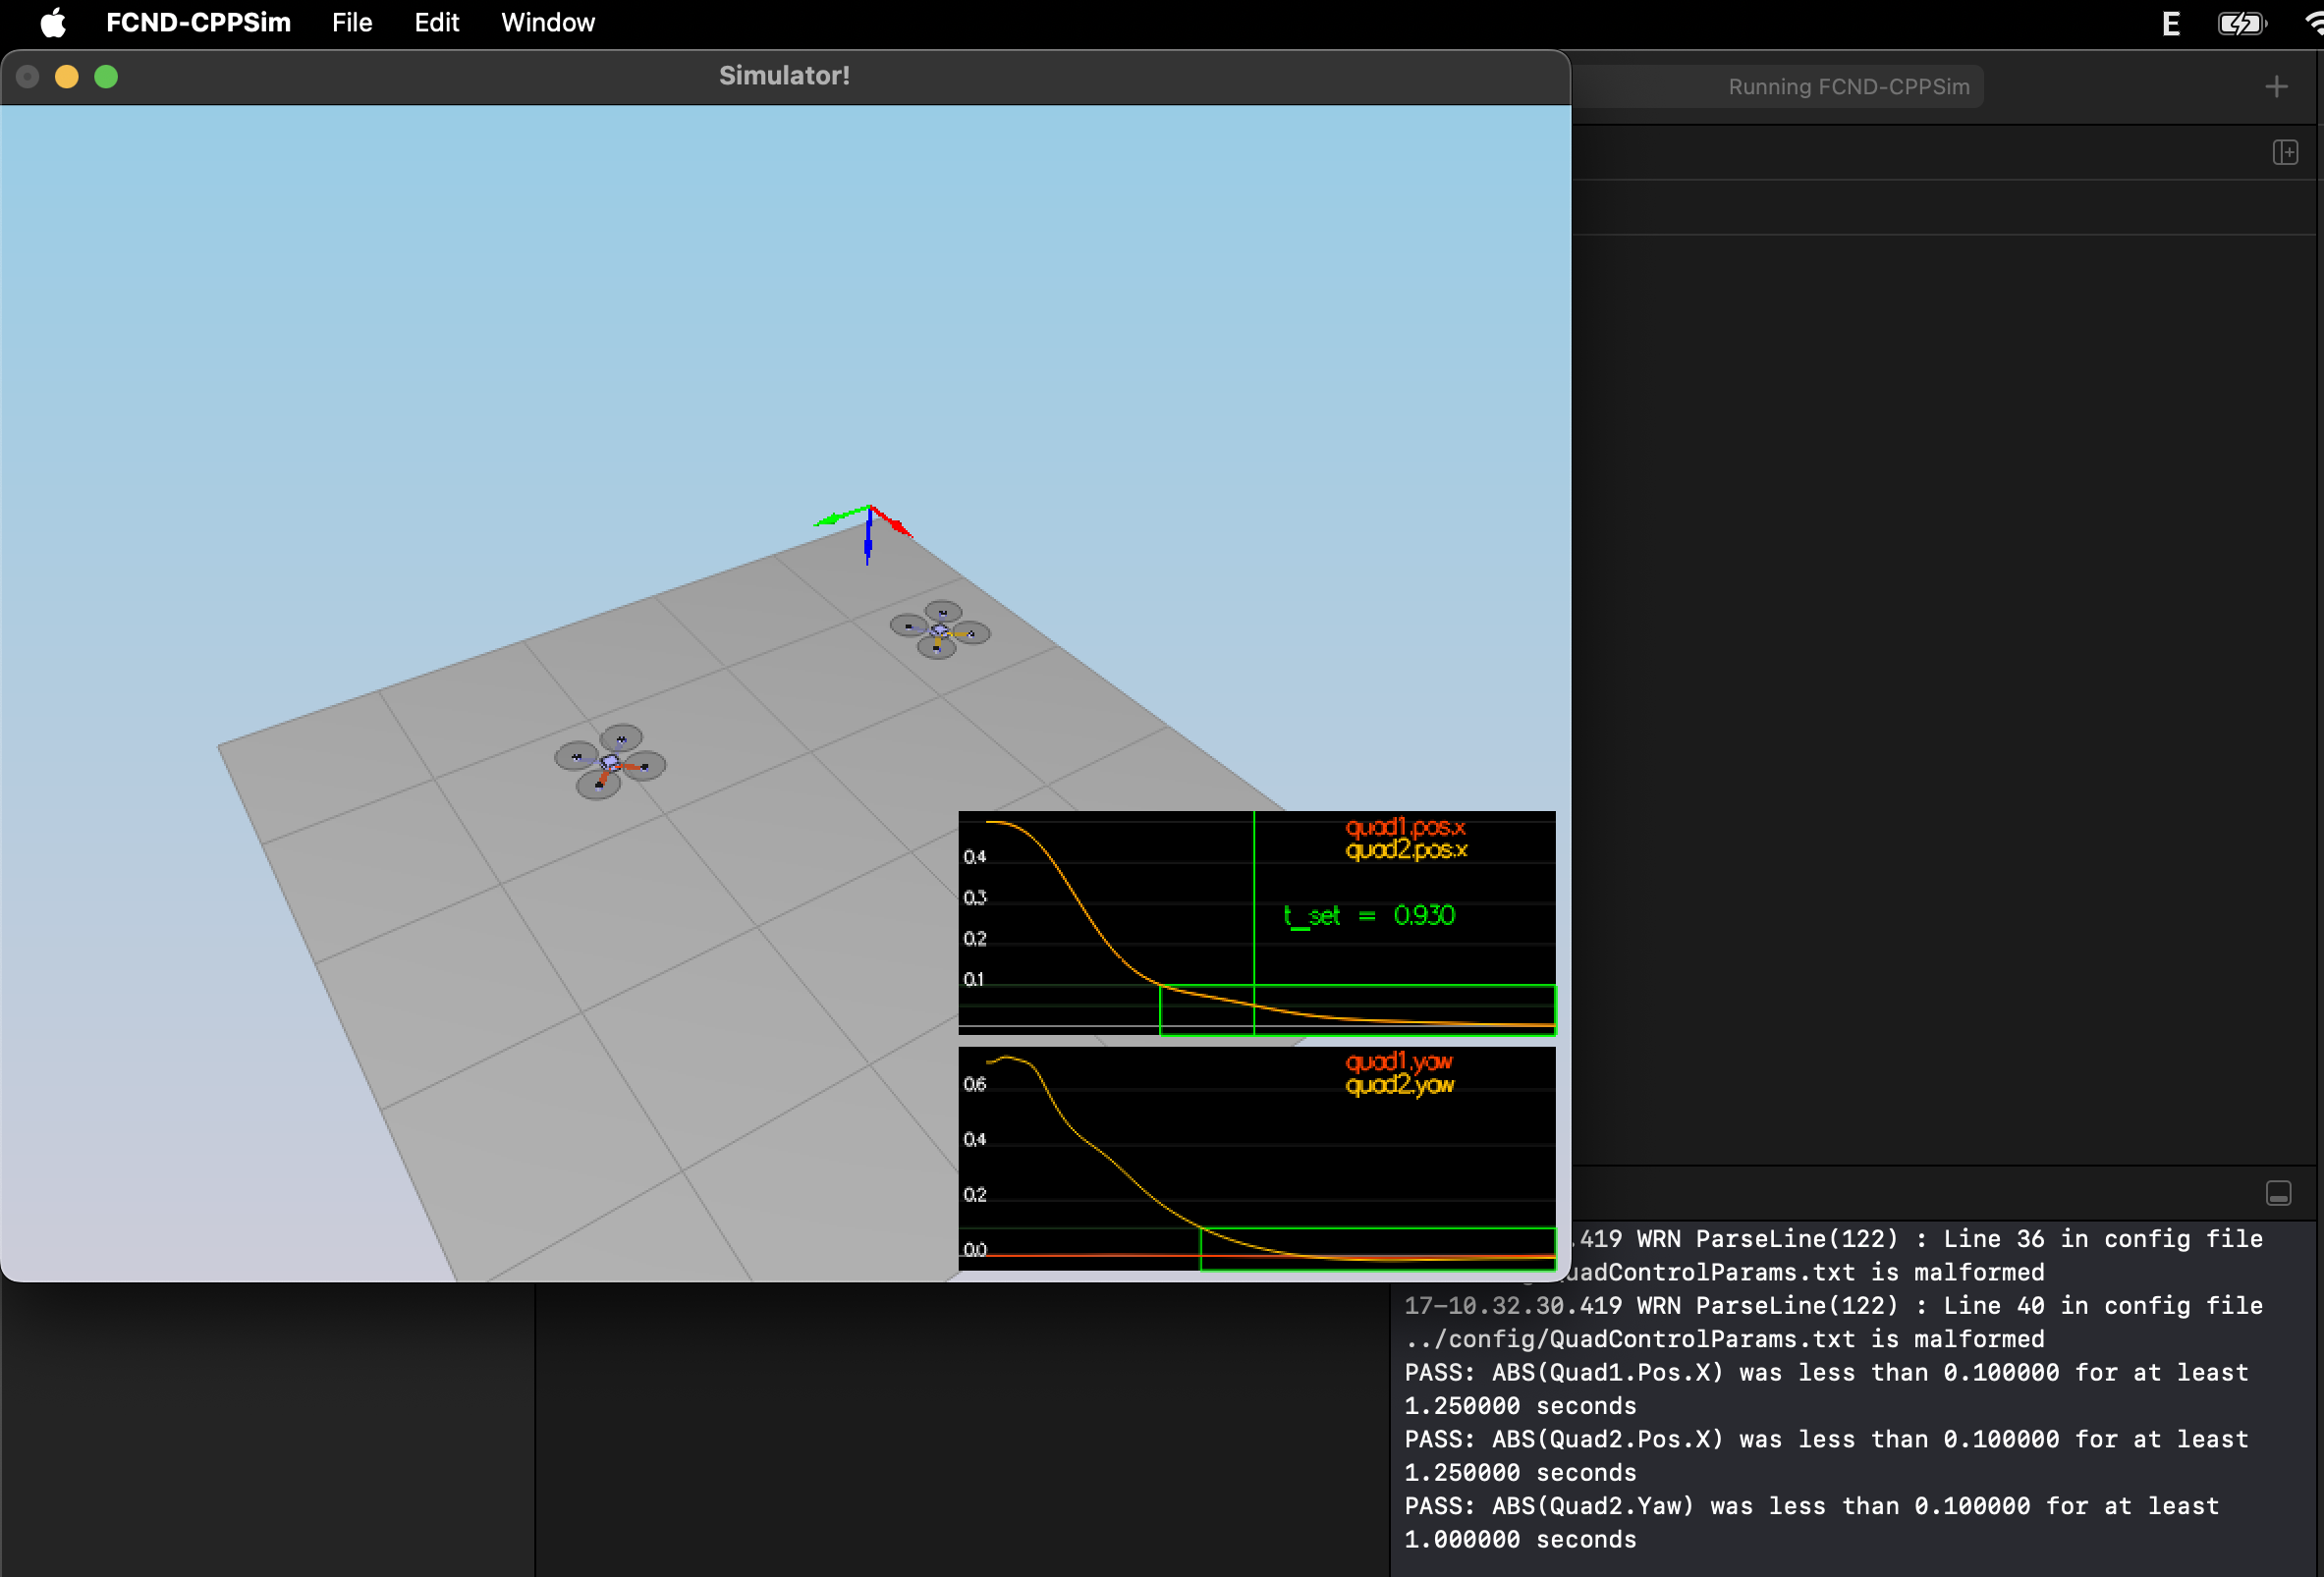 FCND-CPPSim File Edit Window
E
Simulator!
Running FCND-CPPSim
quad1.pos.x
quad2.pos.x
0.4
0.3
t_set = 0.930
0.2
0.1
quad1.yaw
quad2.yaw
0.6
0.4
0.2
0.0
.419 WRN ParseLine(122) : Line 36 in config file
uadControlParams.txt is malformed
17-10.32.30.419 WRN ParseLine(122) : Line 40 in config file
../config/QuadControlParams.txt is malformed
PASS: ABS(Quad1.Pos.X) was less than 0.100000 for at least
1.250000 seconds
PASS: ABS(Quad2.Pos.X) was less than 0.100000 for at least
1.250000 seconds
PASS: ABS(Quad2.Yaw) was less than 0.100000 for at least
1.000000 seconds